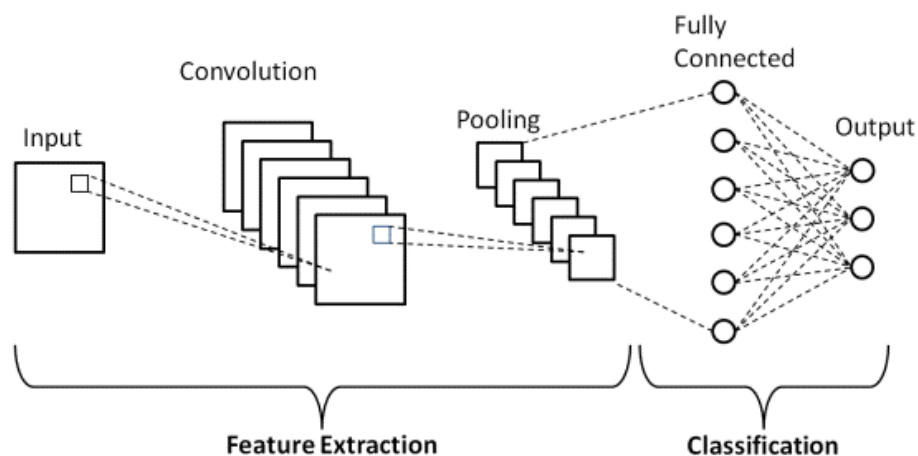 Input
Convolution
Pooling
Fully
Connected
Output
Feature Extraction
Classification